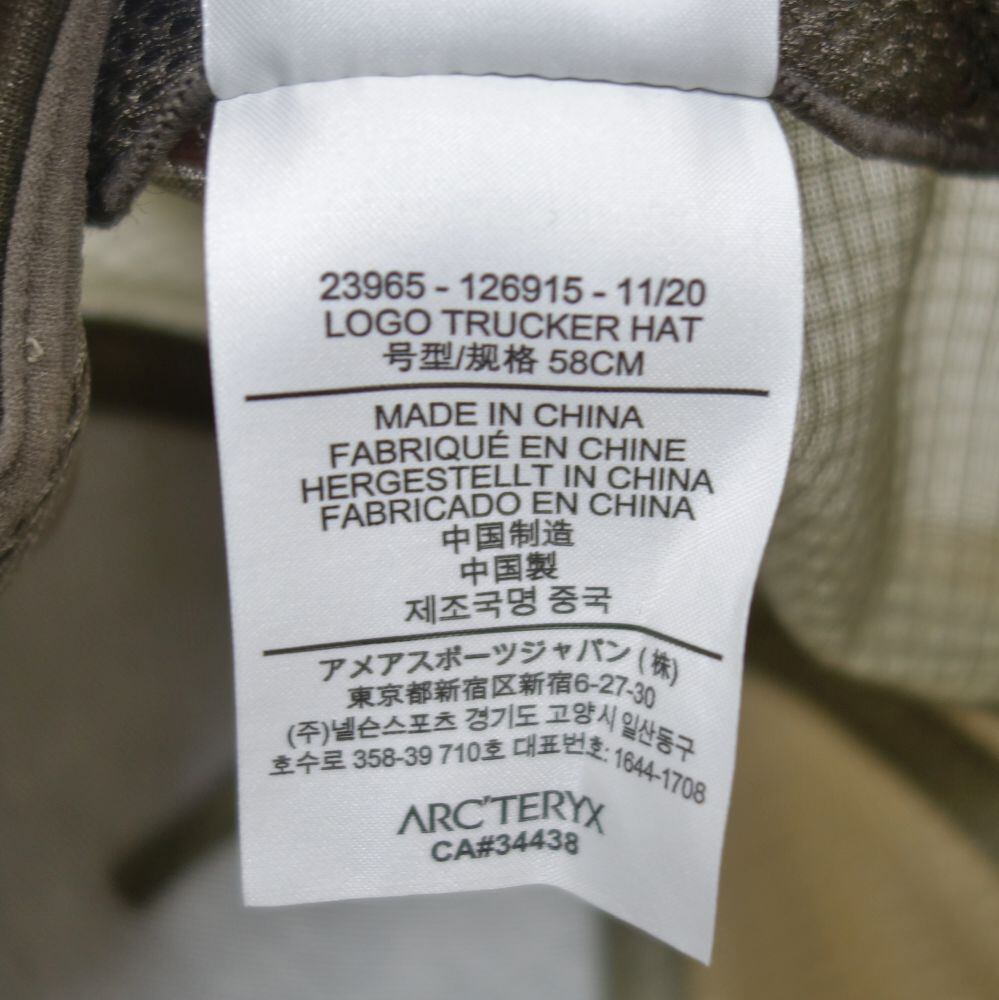 23965 - 126915 - 11/20
LOGO TRUCKER HAT
号型/规格 58CM
MADE IN CHINA
FABRIQUÉ EN CHINE
HERGESTELLT IN CHINA
FABRICADO EN CHINA
中国制造
中国製
제조국명 중국
アメアスポーツジャパン (株)
東京都新宿区新宿6-27-30
(주)넬슨스포츠 경기도 고양시 일산동구
호수로 358-39 710호 대표번호: 1644-1708
ARC'TERYX
CA#34438